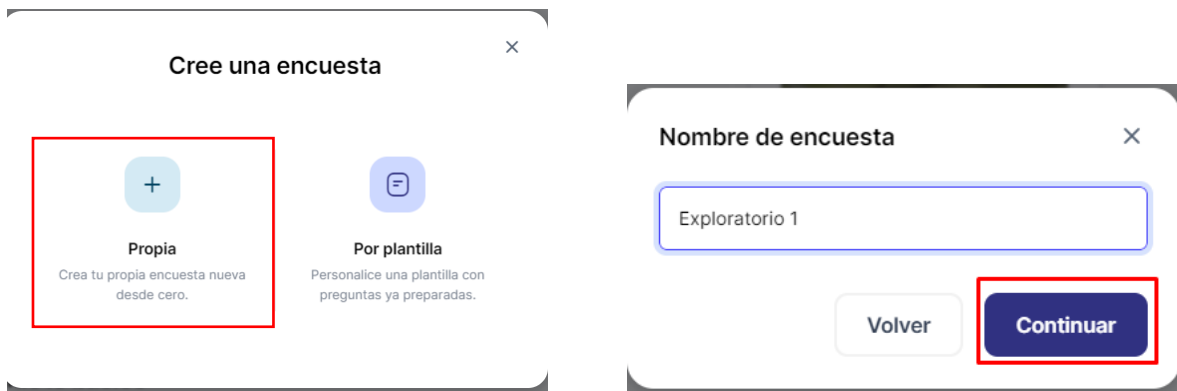 Cree una encuesta
Propia
Crea tu propia encuesta nueva
desde cero.
Por plantilla
Personalice una plantilla con
preguntas ya preparadas.
Nombre de encuesta
Exploratorio 1
Volver
Continuar